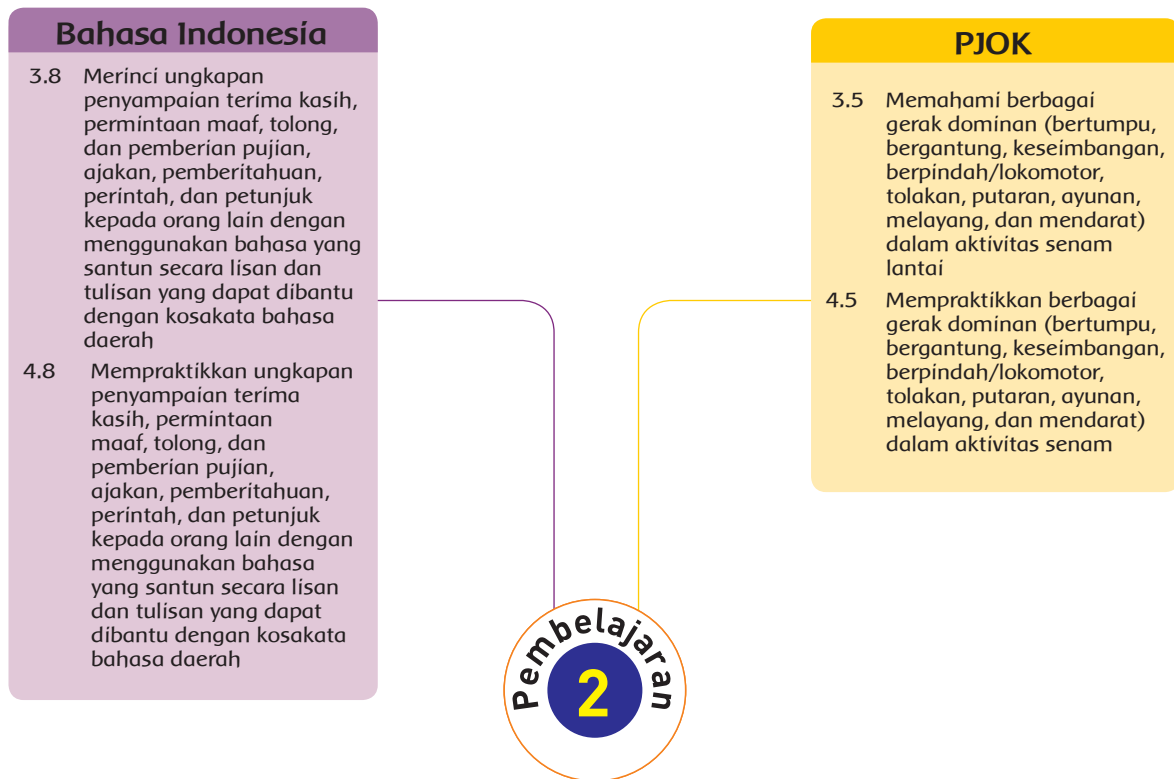 Bahasa Indonesia
3.8 Merinci ungkapan
penyampaian terima kasih,
permintaan maaf, tolong,
dan pemberian pujian,
ajakan, pemberitahuan,
perintah, dan petunjuk
kepada orang lain dengan
menggunakan bahasa yang
santun secara lisan dan
tulisan yang dapat dibantu
dengan kosakata bahasa
daerah
4.8 Mempraktikkan ungkapan
penyampaian terima
kasih, permintaan
maaf, tolong, dan
pemberian pujian,
ajakan, pemberitahuan,
perintah, dan petunjuk
kepada orang lain dengan
menggunakan bahasa
yang santun secara lisan
dan tulisan yang dapat
dibantu dengan kosakata
bahasa daerah
PJOK
3.5 Memahami berbagai
gerak dominan (bertumpu,
bergantung, keseimbangan,
berpindah/lokomotor,
tolakan, putaran, ayunan,
melayang, dan mendarat)
dalam aktivitas senam
lantai
4.5 Mempraktikkan berbagai
gerak dominan (bertumpu,
bergantung, keseimbangan,
berpindah/lokomotor,
tolakan, putaran, ayunan,
melayang, dan mendarat)
dalam aktivitas senam
Pembelajaran
2